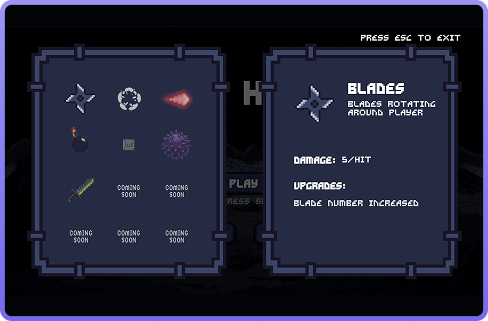 PRESS ESC TO EXIT
H
BLADES
BLADES ROTATING
AROUND PLAYER
DAMAGE: 5/HIT
UPGRADES:
BLADE NUMBER INCREASED
PLAY
COMING
SOON
COMING
SOON
COMING
SOON
COMING
SOON
COMING
SOON